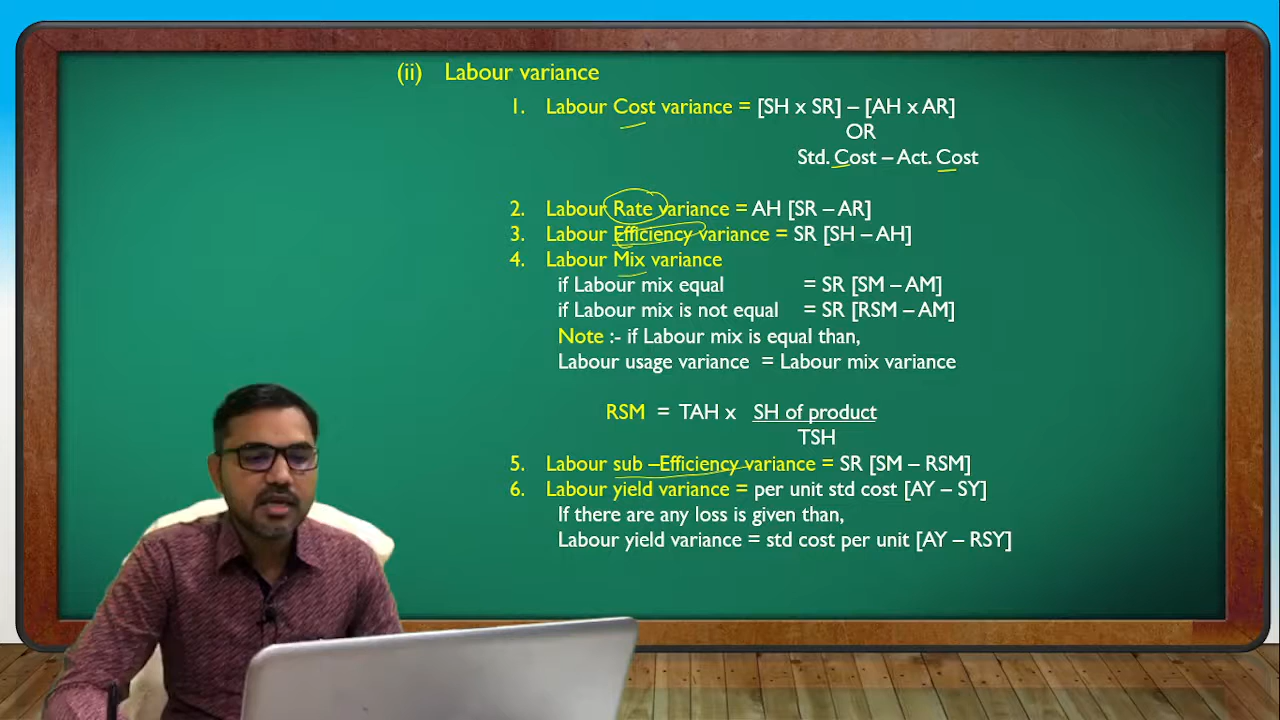 (ii) Labour variance
1. Labour Cost variance = [SH x SR] – [AH x AR]
OR
Std. Cost – Act. Cost
2. Labour Rate variance = AH [SR – AR]
3. Labour Efficiency variance = SR [SH – AH]
4. Labour Mix variance
if Labour mix equal = SR [SM – AM]
if Labour mix is not equal = SR [RSM – AM]
Note :- if Labour mix is equal than,
Labour usage variance = Labour mix variance
RSM = TAH x SH of product
TSH
5. Labour sub –Efficiency variance = SR [SM – RSM]
6. Labour yield variance = per unit std cost [AY – SY]
If there are any loss is given than,
Labour yield variance = std cost per unit [AY – RSY]